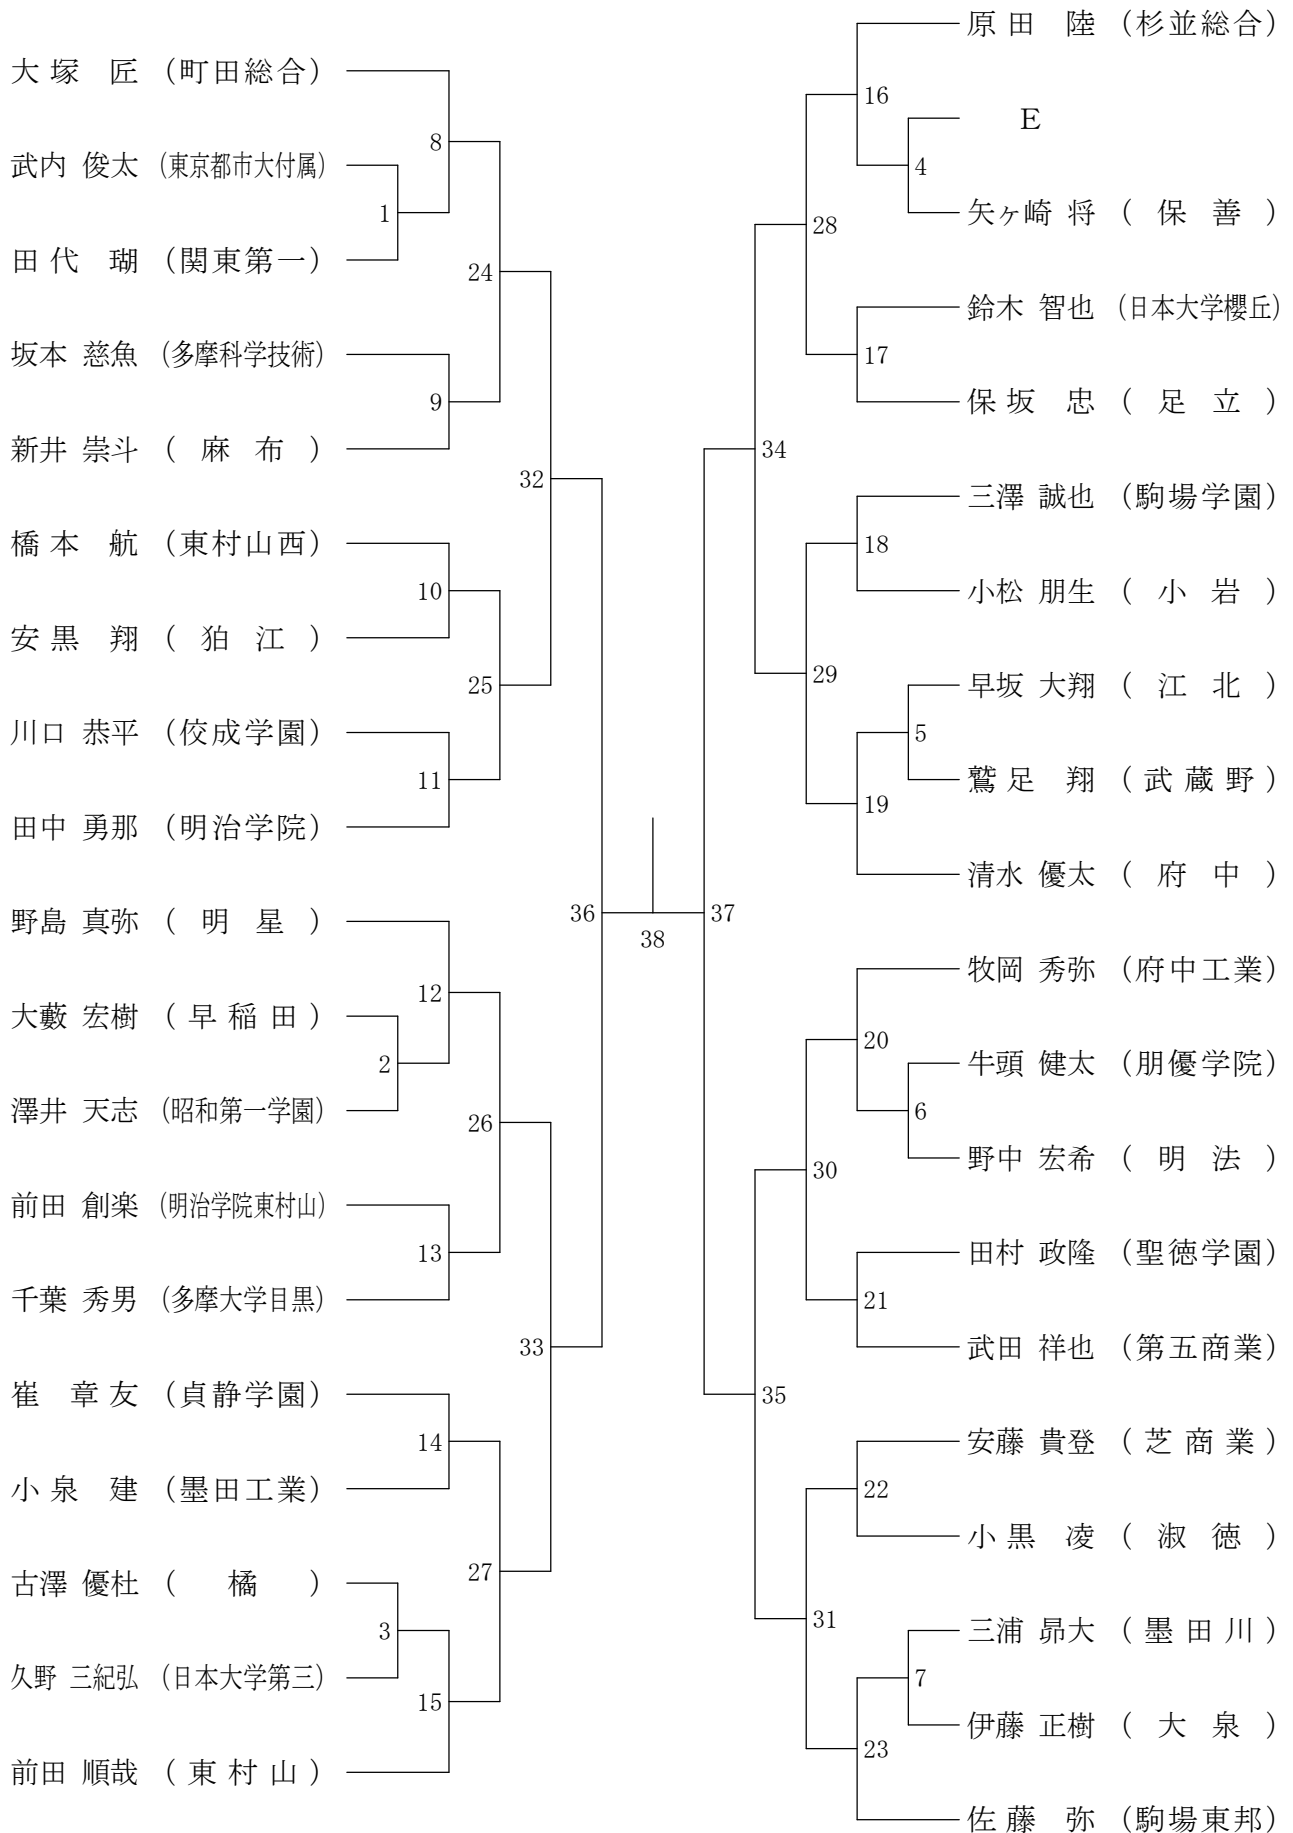 大塚 匠 （町田総合）
武内 俊太 （東京都市大付属）
田代 瑚 （関東第一）
坂本 慈魚 （多摩科学技術）
新井 崇斗 （麻布）
橋本 航 （東村山西）
安黒 翔 （狛江）
川口 恭平 （佼成学園）
田中 勇那 （明治学院）
野島 真弥 （明星）
大藪 宏樹 （早稲田）
澤井 天志 （昭和第一学園）
前田 創楽 （明治学院東村山）
千葉 秀男 （多摩大学目黒）
崔 章友 （貞静学園）
小泉 建 （墨田工業）
古澤 優杜 （橘）
久野 三紀弘 （日本大学第三）
前田 順哉 （東村山）
1
2
3
8
9
10
11
12
13
14
15
24
25
26
27
32
33
36
38
37
34
35
28
29
30
31
16
17
18
19
20
21
22
23
4
5
6
7
原田 陸 （杉並総合）
E
矢ヶ崎 将 （保善）
鈴木 智也 （日本大学櫻丘）
保坂 忠 （足立）
三澤 誠也 （駒場学園）
小松 朋生 （小岩）
早坂 大翔 （江北）
鷲足 翔 （武蔵野）
清水 優太 （府中）
牧岡 秀弥 （府中工業）
牛頭 健太 （朋優学院）
野中 宏希 （明法）
田村 政隆 （聖徳学園）
武田 祥也 （第五商業）
安藤 貴登 （芝商業）
小黒 凌 （淑徳）
三浦 昴大 （墨田川）
伊藤 正樹 （大泉）
佐藤 弥 （駒場東邦）